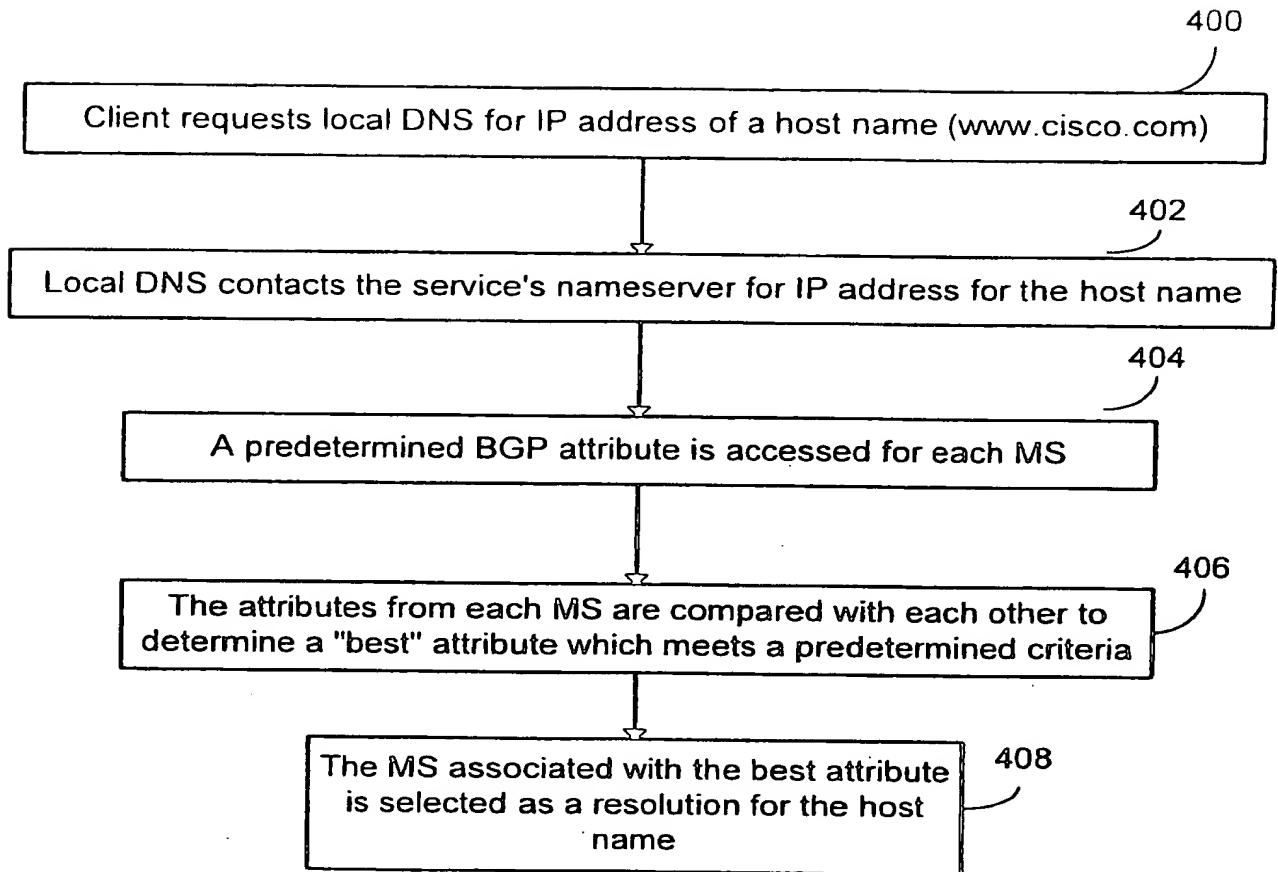 400
Client requests local DNS for IP address of a host name (www.cisco.com)
402
Local DNS contacts the service's nameserver for IP address for the host name
404
A predetermined BGP attribute is accessed for each MS
406
The attributes from each MS are compared with each other to
determine a "best" attribute which meets a predetermined criteria
408
The MS associated with the best attribute
is selected as a resolution for the host
name